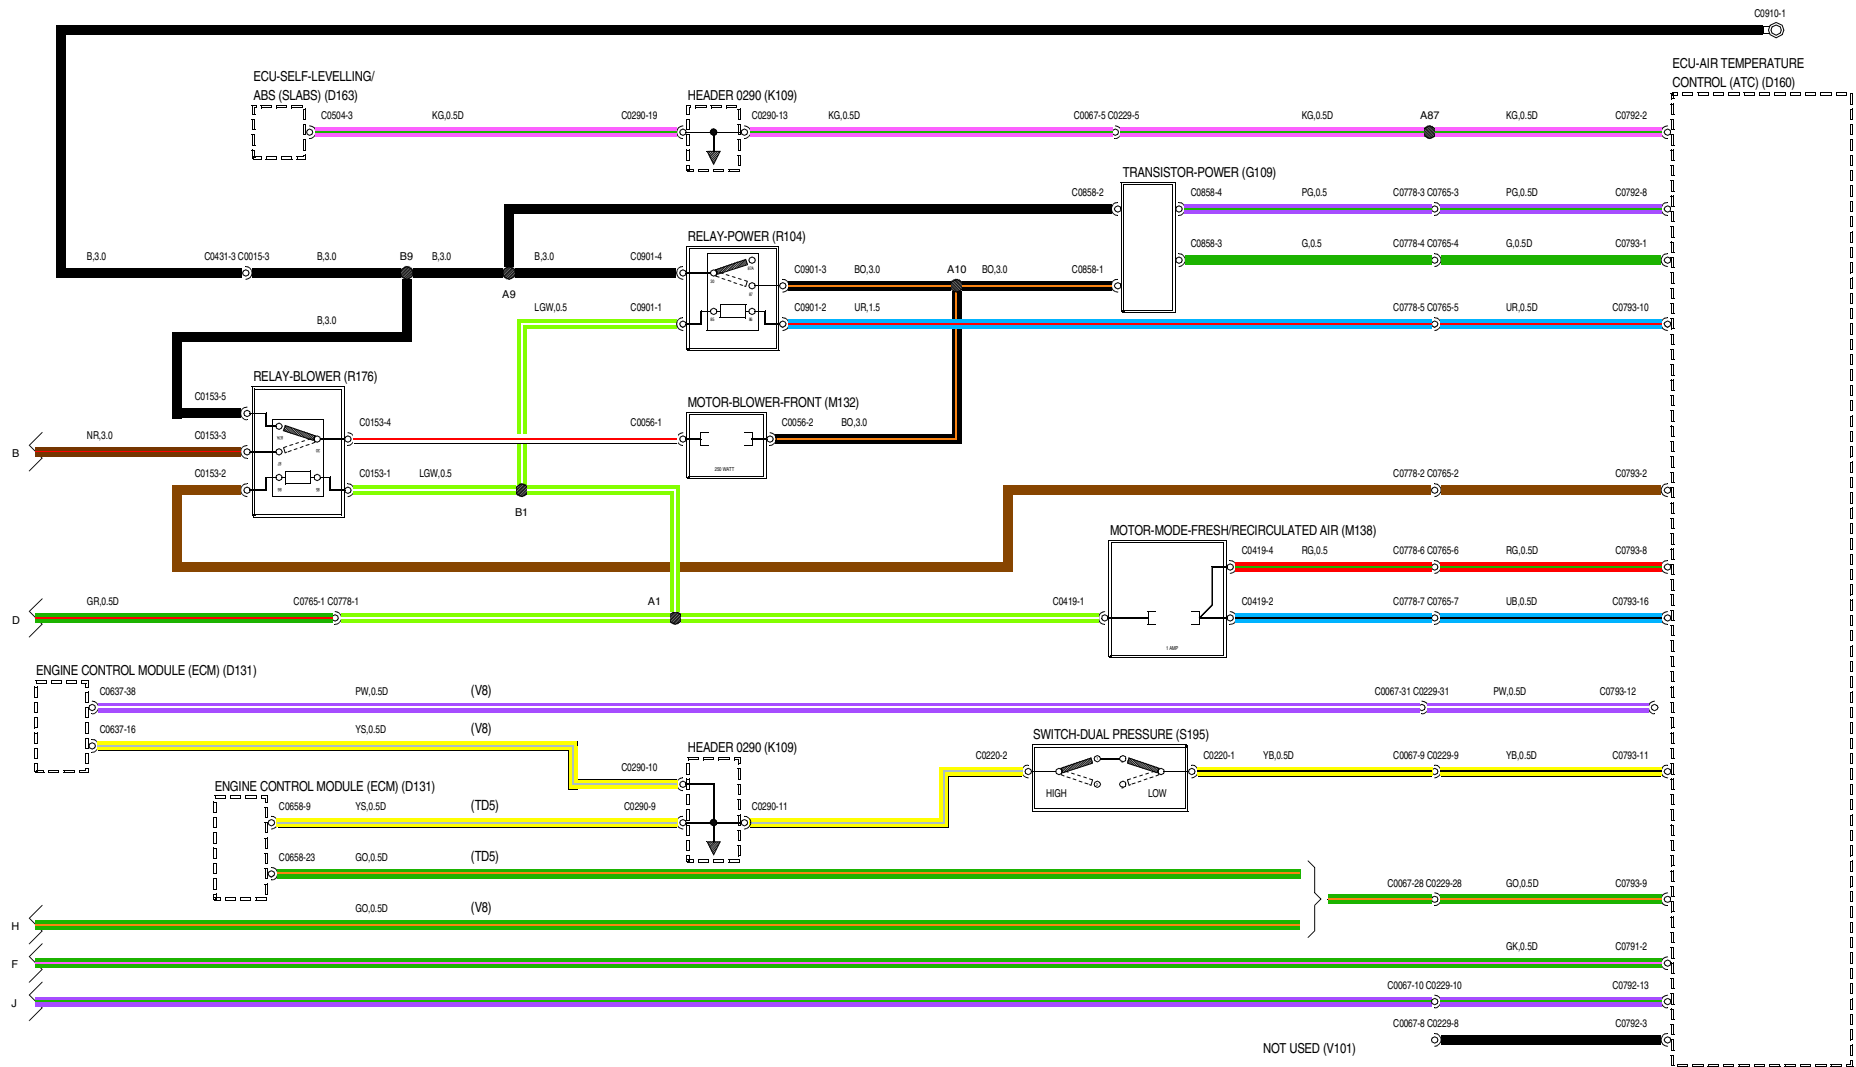 C0910-1
ECU-AIR TEMPERATURE
CONTROL (ATC) (D160)
ECU-SELF-LEVELLING/
ABS (SLABS) (D163)
HEADER 0290 (K109)
C0504-3 KG,0.5D C0290-19 C0290-13 KG,0.5D C0067-5 C0229-5 KG,0.5D A87 KG,0.5D C0792-2
TRANSISTOR-POWER (G109)
C0858-2 C0858-4 PG,0.5 C0778-3 C0765-3 PG,0.5D C0792-8
RELAY-POWER (R104)
C0858-3 G,0.5 C0778-4 C0765-4 G,0.5D C0793-1
B,3.0 C0431-3 C0015-3 B,3.0 B9 B,3.0 B,3.0 C0901-4
C0901-3 BO,3.0 A10 BO,3.0 C0858-1
A9
LGW,0.5 C0901-1 C0901-2 UR,1.5 C0778-5 C0765-5 UR,0.5D C0793-10
B,3.0
RELAY-BLOWER (R176)
C0153-5
MOTOR-BLOWER-FRONT (M132)
C0153-4 C0056-1 C0056-2 BO,3.0
B NR,3.0 C0153-3
200 WATT
C0153-2 C0153-1 LGW,0.5 C0778-2 C0765-2 C0793-2
B1
MOTOR-MODE-FRESH/RECIRCULATED AIR (M138)
C0419-4 RG,0.5 C0778-6 C0765-6 RG,0.5D C0793-8
D GR,0.5D C0765-1 C0778-1 A1 C0419-1 C0419-2 C0778-7 C0765-7 UB,0.5D C0793-16
1 AMP
ENGINE CONTROL MODULE (ECM) (D131)
C0637-38 PW,0.5D (V8) C0067-31 C0229-31 PW,0.5D C0793-12
C0637-16 YS,0.5D (V8)
SWITCH-DUAL PRESSURE (S195)
HEADER 0290 (K109)
C0220-2 C0220-1 YB,0.5D C0067-9 C0229-9 YB,0.5D C0793-11
C0290-10
HIGH LOW
ENGINE CONTROL MODULE (ECM) (D131)
C0658-9 YS,0.5D (TD5) C0290-9 C0290-11
C0658-23 GO,0.5D (TD5)
C0067-28 C0229-28 GO,0.5D C0793-9
H GO,0.5D (V8)
F GK,0.5D C0791-2
J C0067-10 C0229-10 C0792-13
C0067-8 C0229-8 C0792-3
NOT USED (V101)